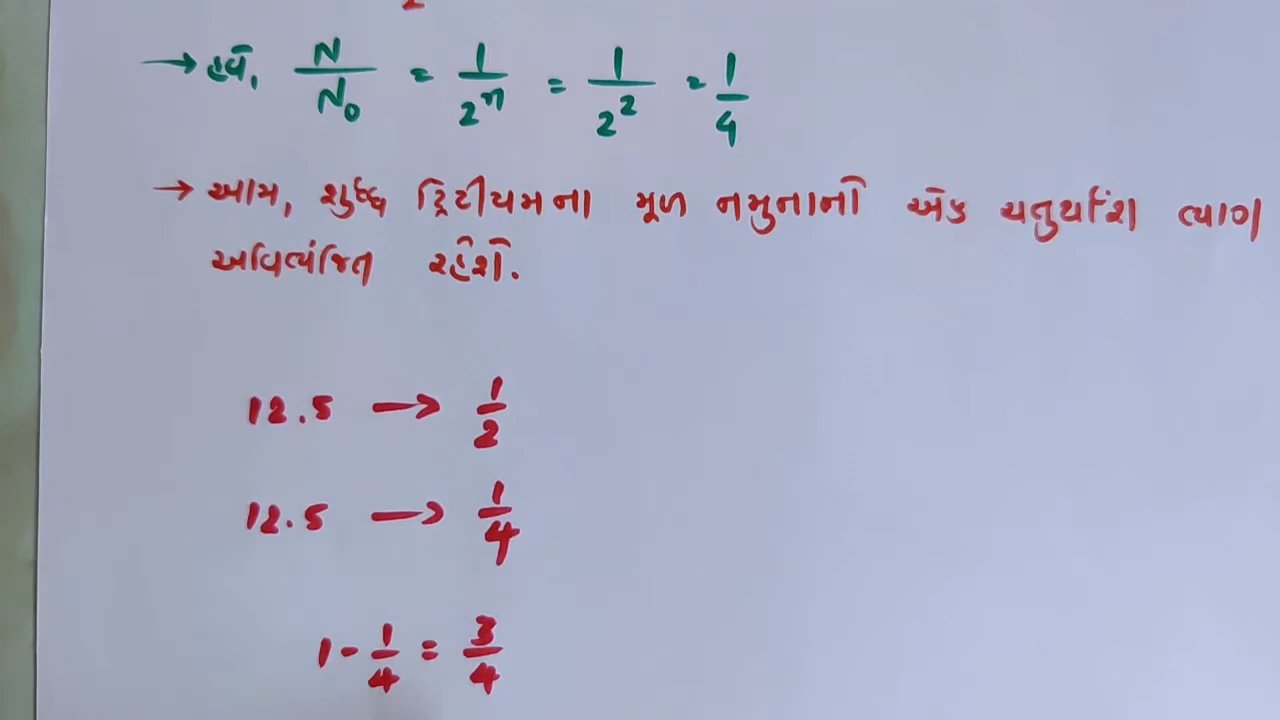 → હવે, N/N₀ = 1/2ⁿ = 1/2² = 1/4
→ આમ, શુદ્ધ ટ્રિટીયમના મૂળ નમુનાનો એક ચતુર્થાંશ ભાગ
અવિભંજિત રહેશે.
12.5 → 1/2
12.5 → 1/4
1 - 1/4 = 3/4